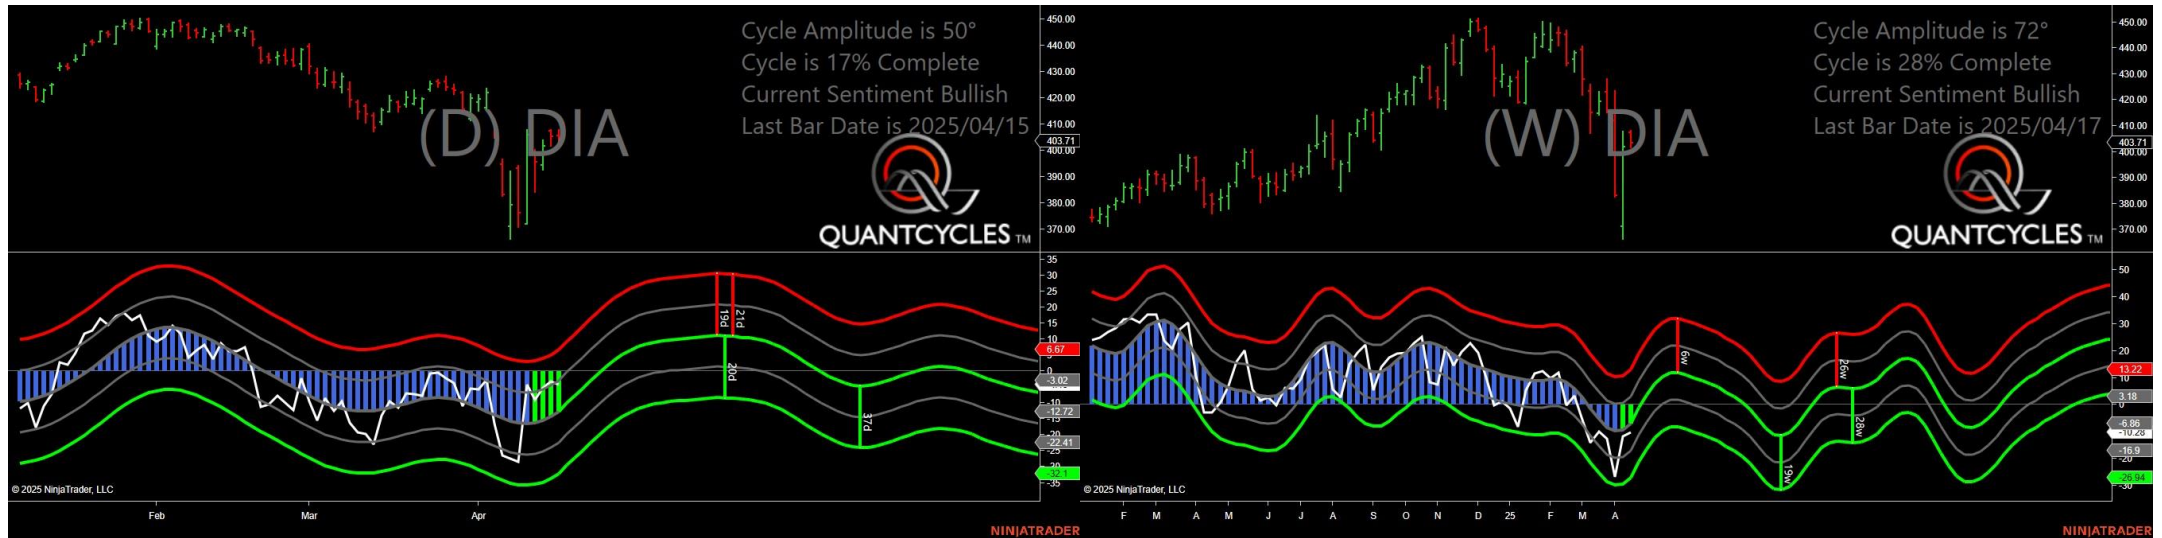 Cycle Amplitude is 50°
Cycle is 17% Complete
Current Sentiment Bullish
Last Bar Date is 2025/04/15
(D) DIA
QUANTCYCLES TM
450.00
440.00
430.00
420.00
410.00
403.71
400.00
390.00
380.00
370.00
35
30
25
20
15
10
6.67
5
0
-3.02
-10
-12.72
-20
-22.41
-25
-32.1
-35
19d
21d
20d
37d
© 2025 NinjaTrader, LLC
Feb
Mar
Apr
NINJATRADER
Cycle Amplitude is 72°
Cycle is 28% Complete
Current Sentiment Bullish
Last Bar Date is 2025/04/17
(W) DIA
QUANTCYCLES TM
450.00
440.00
430.00
420.00
410.00
403.71
400.00
390.00
380.00
370.00
50
40
30
20
13.22
10
3.18
0
-6.86
-10.28
-16.9
-20
-26.94
-30
6w
26w
28w
19w
© 2025 NinjaTrader, LLC
F M A M J J A S O N D 25 F M A
NINJATRADER